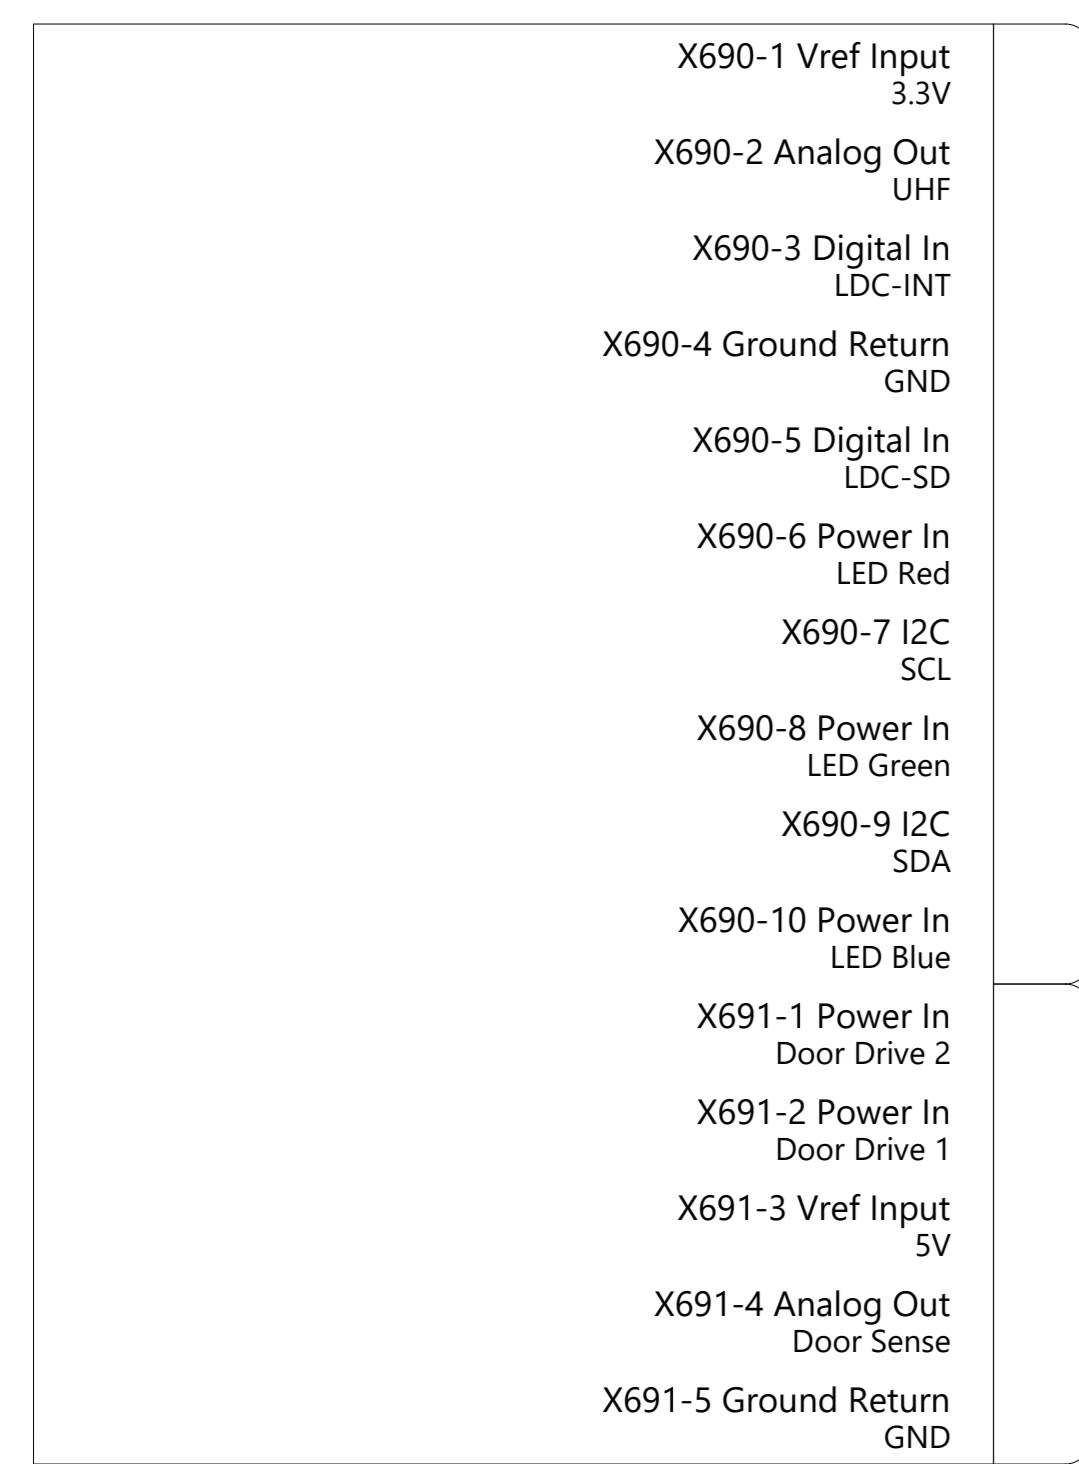 X690-1 Vref Input
3.3V
X690-2 Analog Out
UHF
X690-3 Digital In
LDC-INT
X690-4 Ground Return
GND
X690-5 Digital In
LDC-SD
X690-6 Power In
LED Red
X690-7 I2C
SCL
X690-8 Power In
LED Green
X690-9 I2C
SDA
X690-10 Power In
LED Blue
X691-1 Power In
Door Drive 2
X691-2 Power In
Door Drive 1
X691-3 Vref Input
5V
X691-4 Analog Out
Door Sense
X691-5 Ground Return
GND